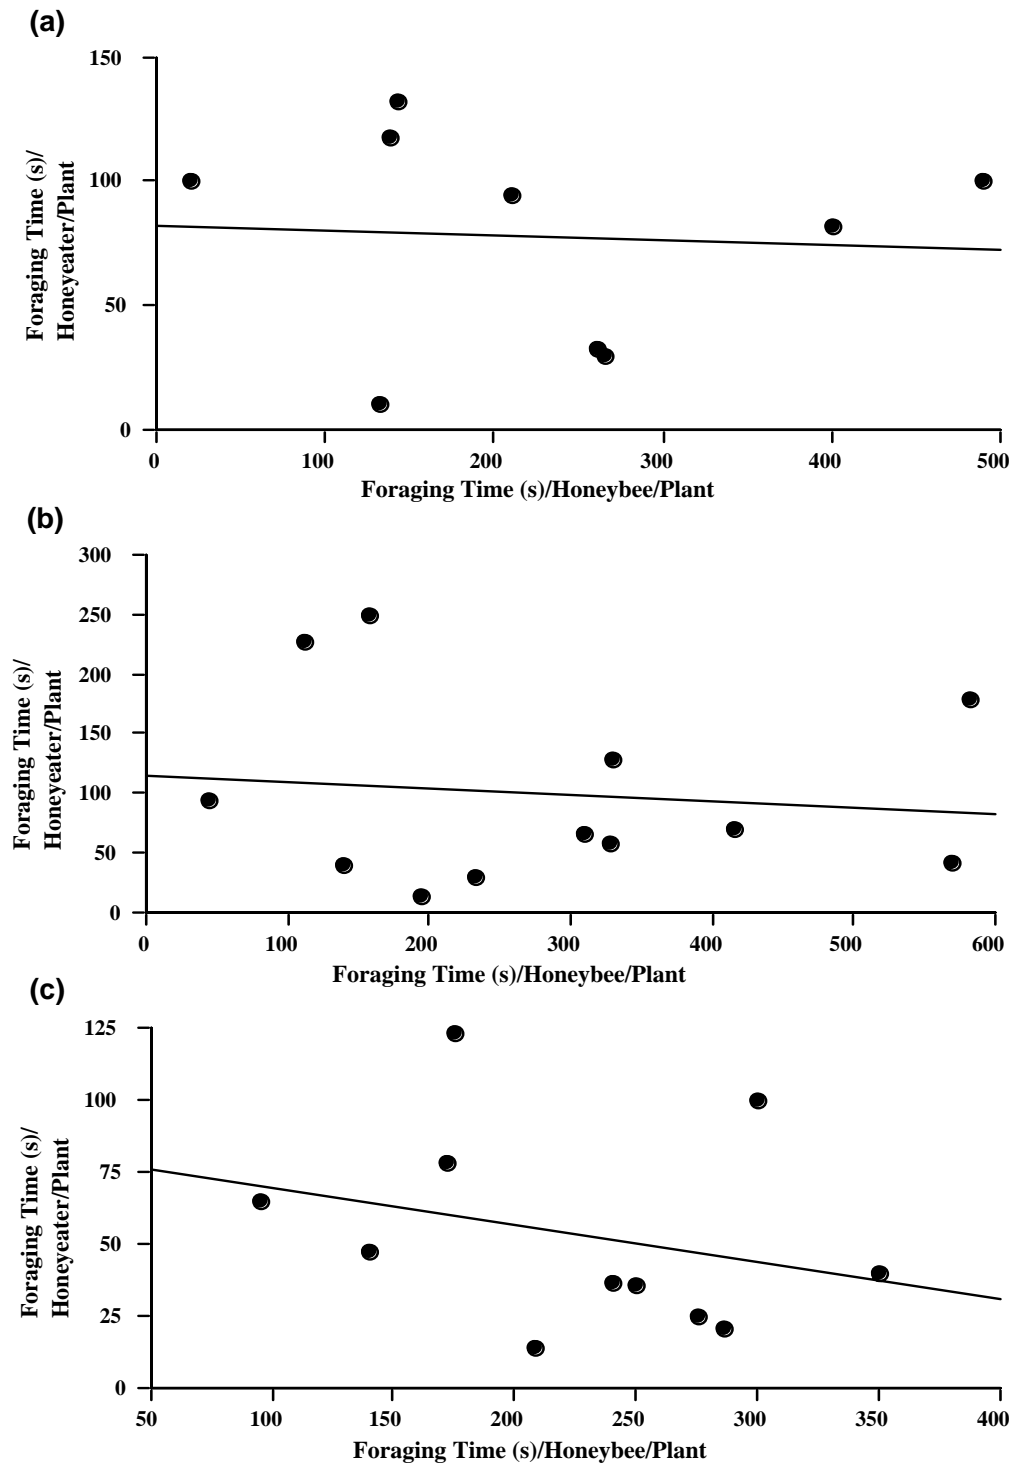 (a)
150
100
50
0
Foraging Time (s)/
Honeyeater/Plant
0 100 200 300 400 500
Foraging Time (s)/Honeybee/Plant
(b)
300
250
200
150
100
50
0
Foraging Time (s)/
Honeyeater/Plant
0 100 200 300 400 500 600
Foraging Time (s)/Honeybee/Plant
(c)
125
100
75
50
25
0
Foraging Time (s)/
Honeyeater/Plant
50 100 150 200 250 300 350 400
Foraging Time (s)/Honeybee/Plant